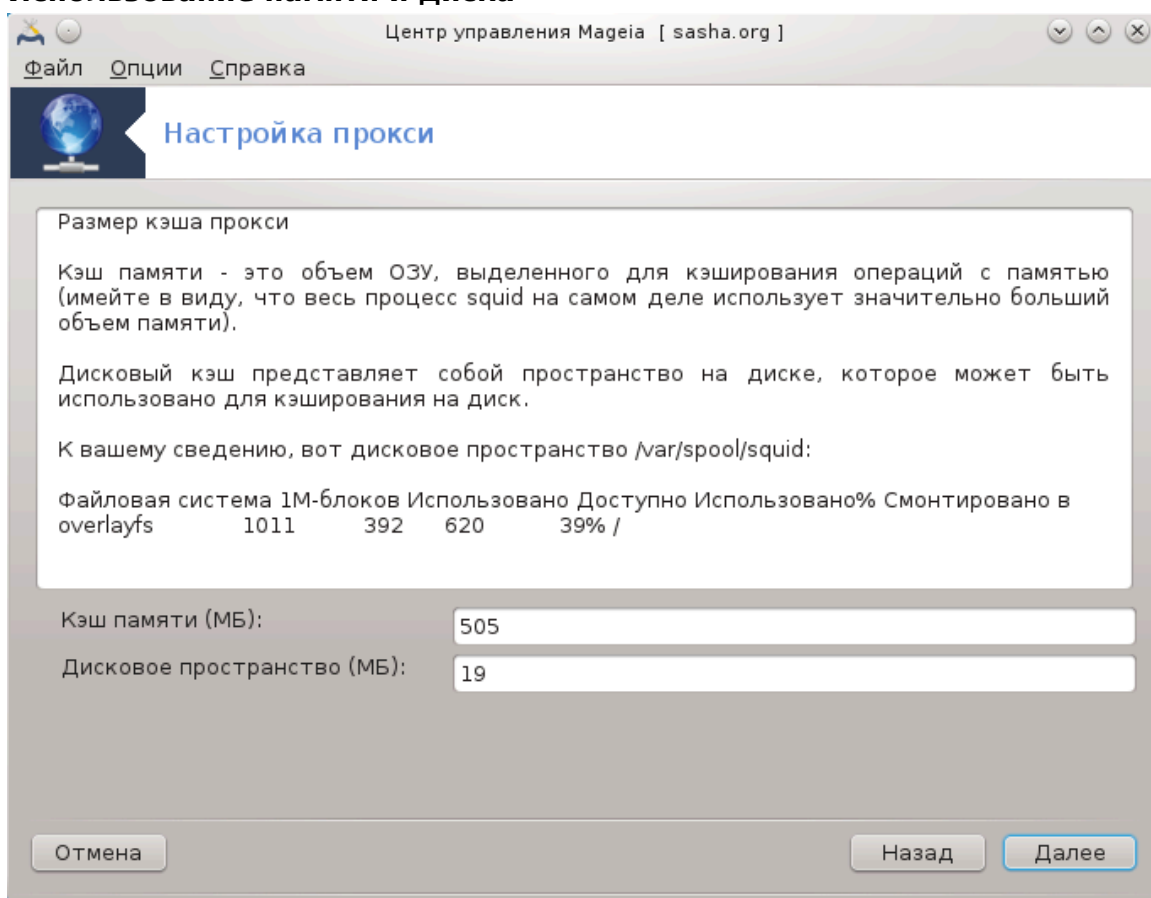 Использование памяти и диска
Центр управления Mageia [ sasha.org ]
Файл Опции Справка
Настройка прокси
Размер кэша прокси
Кэш памяти - это объем ОЗУ, выделенного для кэширования операций с памятью
(имейте в виду, что весь процесс squid на самом деле использует значительно больший
объем памяти).
Дисковый кэш представляет собой пространство на диске, которое может быть
использовано для кэширования на диск.
К вашему сведению, вот дисковое пространство /var/spool/squid:
Файловая система 1М-блоков Использовано Доступно Использовано% Смонтировано в
overlayfs 1011 392 620 39% /
Кэш памяти (МБ): 505
Дисковое пространство (МБ): 19
Отмена Назад Далее